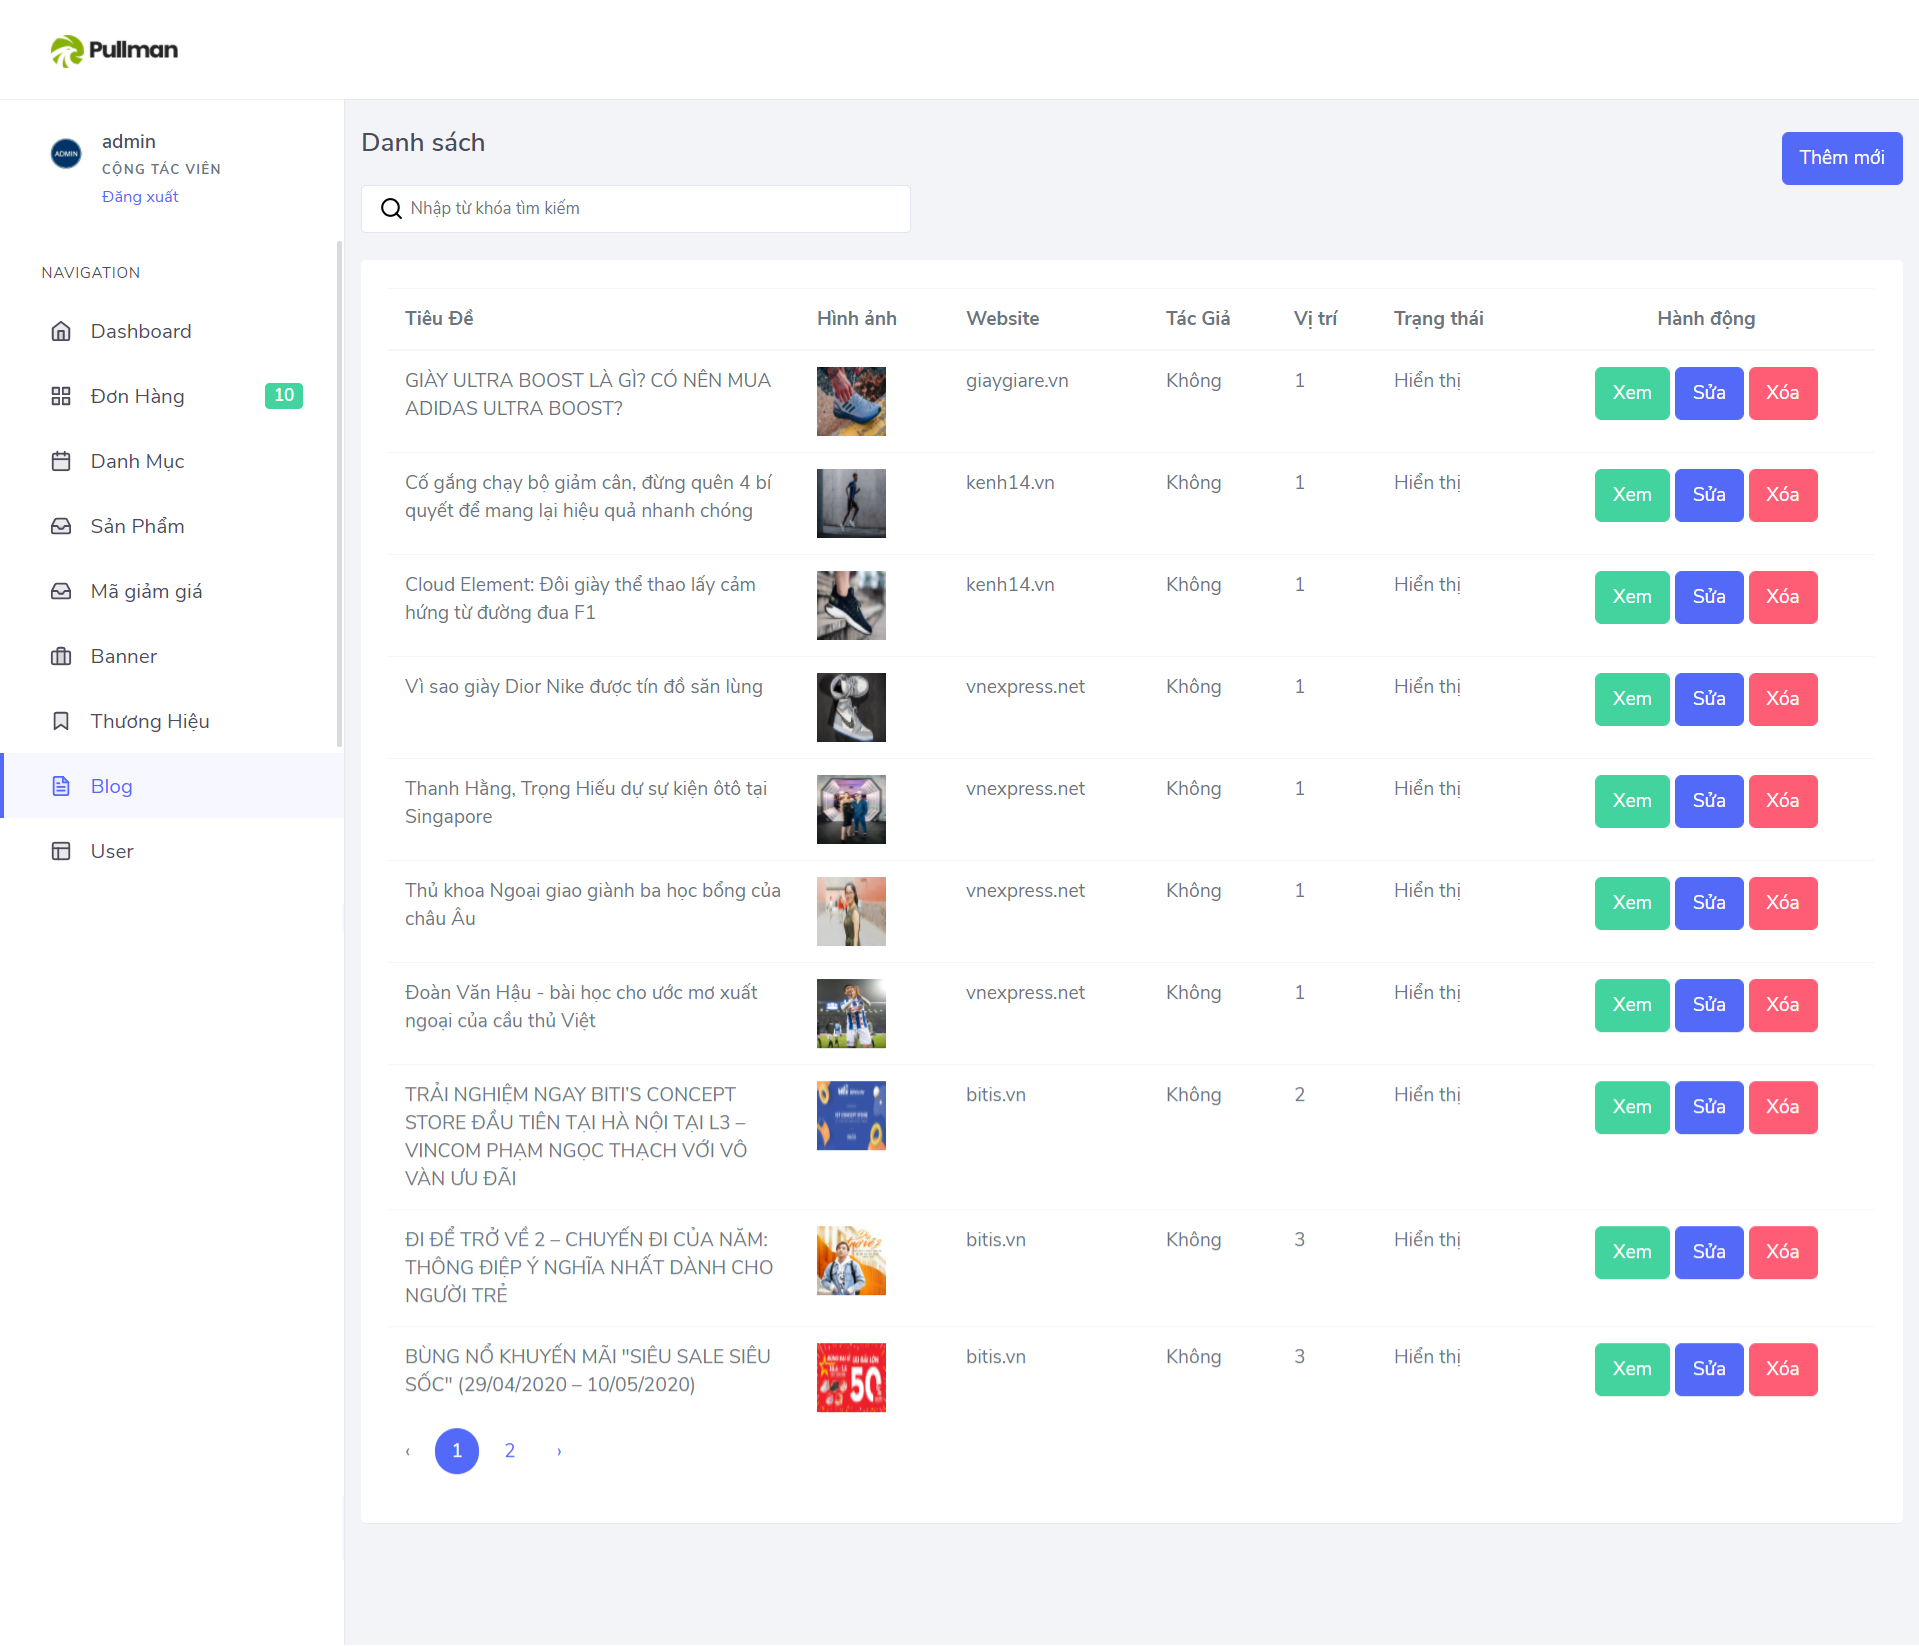 Pullman
ADMIN
admin
CỘNG TÁC VIÊN
Đăng xuất
NAVIGATION
Dashboard
Đơn Hàng 10
Danh Mục
Sản Phẩm
Mã giảm giá
Banner
Thương Hiệu
Blog
User
Danh sách
Thêm mới
Nhập từ khóa tìm kiếm
Tiêu Đề Hình ảnh Website Tác Giả Vị trí Trạng thái Hành động
GIÀY ULTRA BOOST LÀ GÌ? CÓ NÊN MUA giaygiare.vn Không 1 Hiển thị Xem Sửa Xóa
ADIDAS ULTRA BOOST?
Cố gắng chạy bộ giảm cân, đừng quên 4 bí kenh14.vn Không 1 Hiển thị Xem Sửa Xóa
quyết để mang lại hiệu quả nhanh chóng
Cloud Element: Đôi giày thể thao lấy cảm kenh14.vn Không 1 Hiển thị Xem Sửa Xóa
hứng từ đường đua F1
Vì sao giày Dior Nike được tín đồ săn lùng vnexpress.net Không 1 Hiển thị Xem Sửa Xóa
Thanh Hằng, Trọng Hiếu dự sự kiện ôtô tại vnexpress.net Không 1 Hiển thị Xem Sửa Xóa
Singapore
Thủ khoa Ngoại giao giành ba học bổng của vnexpress.net Không 1 Hiển thị Xem Sửa Xóa
châu Âu
Đoàn Văn Hậu - bài học cho ước mơ xuất vnexpress.net Không 1 Hiển thị Xem Sửa Xóa
ngoại của cầu thủ Việt
TRẢI NGHIỆM NGAY BITI’S CONCEPT bitis.vn Không 2 Hiển thị Xem Sửa Xóa
STORE ĐẦU TIÊN TẠI HÀ NỘI TẠI L3 –
VINCOM PHẠM NGỌC THẠCH VỚI VÔ
VÀN ƯU ĐÃI
ĐI ĐỂ TRỞ VỀ 2 – CHUYẾN ĐI CỦA NĂM: bitis.vn Không 3 Hiển thị Xem Sửa Xóa
THÔNG ĐIỆP Ý NGHĨA NHẤT DÀNH CHO
NGƯỜI TRẺ
BÙNG NỔ KHUYẾN MÃI "SIÊU SALE SIÊU bitis.vn Không 3 Hiển thị Xem Sửa Xóa
SỐC" (29/04/2020 – 10/05/2020)
50
‹ 1 2 ›